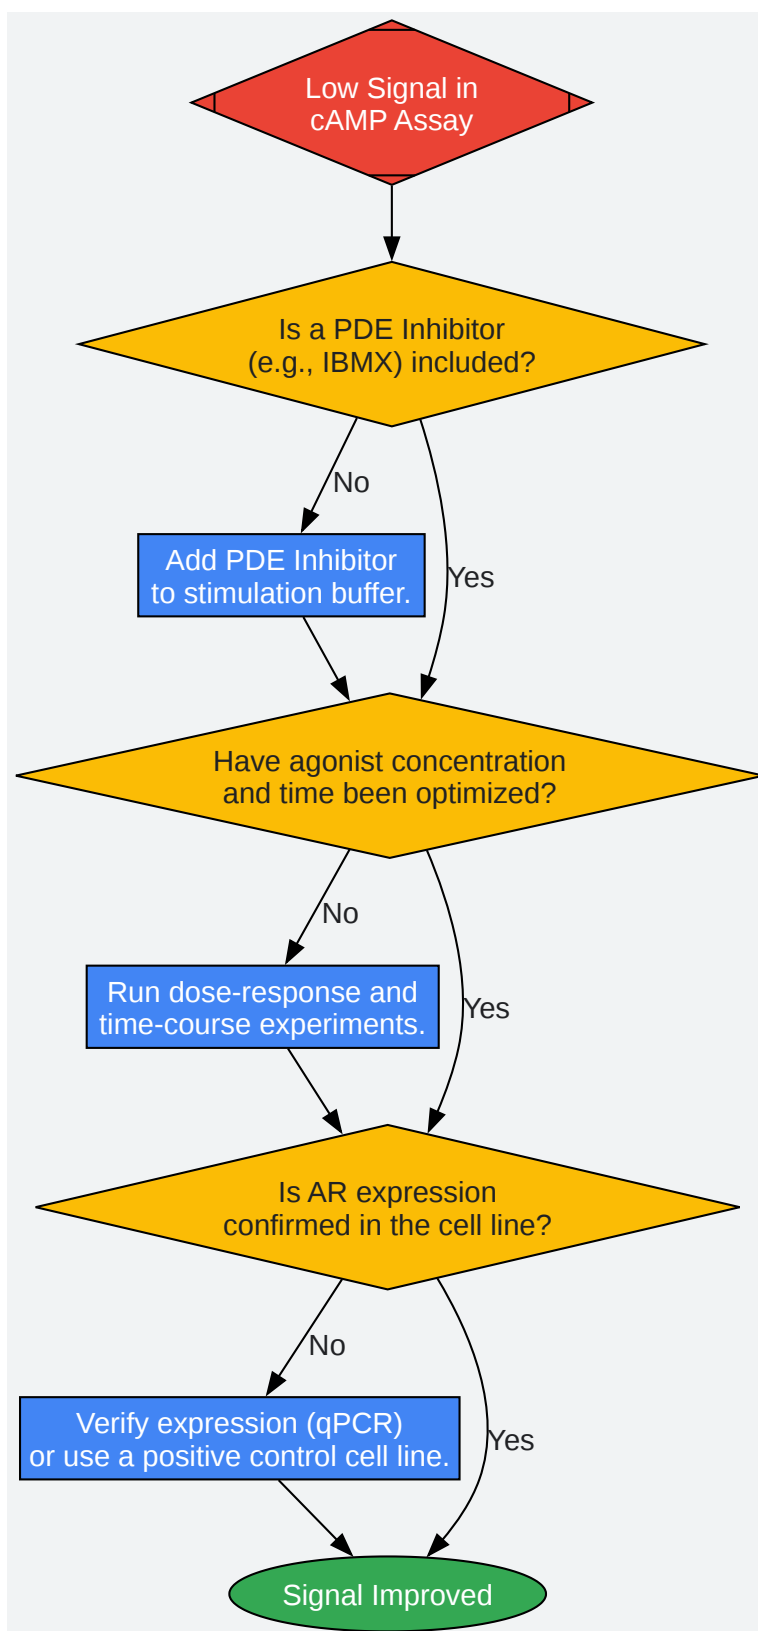 Low Signal in
cAMP Assay
Is a PDE Inhibitor
(e.g., IBMX) included?
No
Add PDE Inhibitor
to stimulation buffer.
Yes
Have agonist concentration
and time been optimized?
No
Run dose-response and
time-course experiments.
Yes
Is AR expression
confirmed in the cell line?
No
Verify expression (qPCR)
or use a positive control cell line.
Yes
Signal Improved